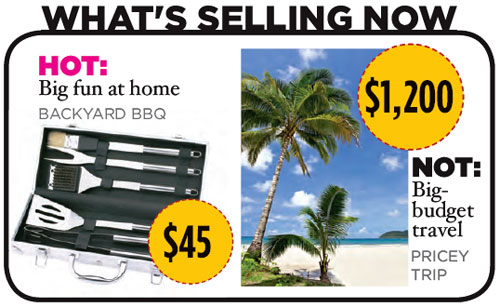 WHAT'S SELLING NOW
HOT:
Big fun at home
BACKYARD BBQ
$45
$1,200
NOT:
Big-
budget
travel
PRICEY
TRIP